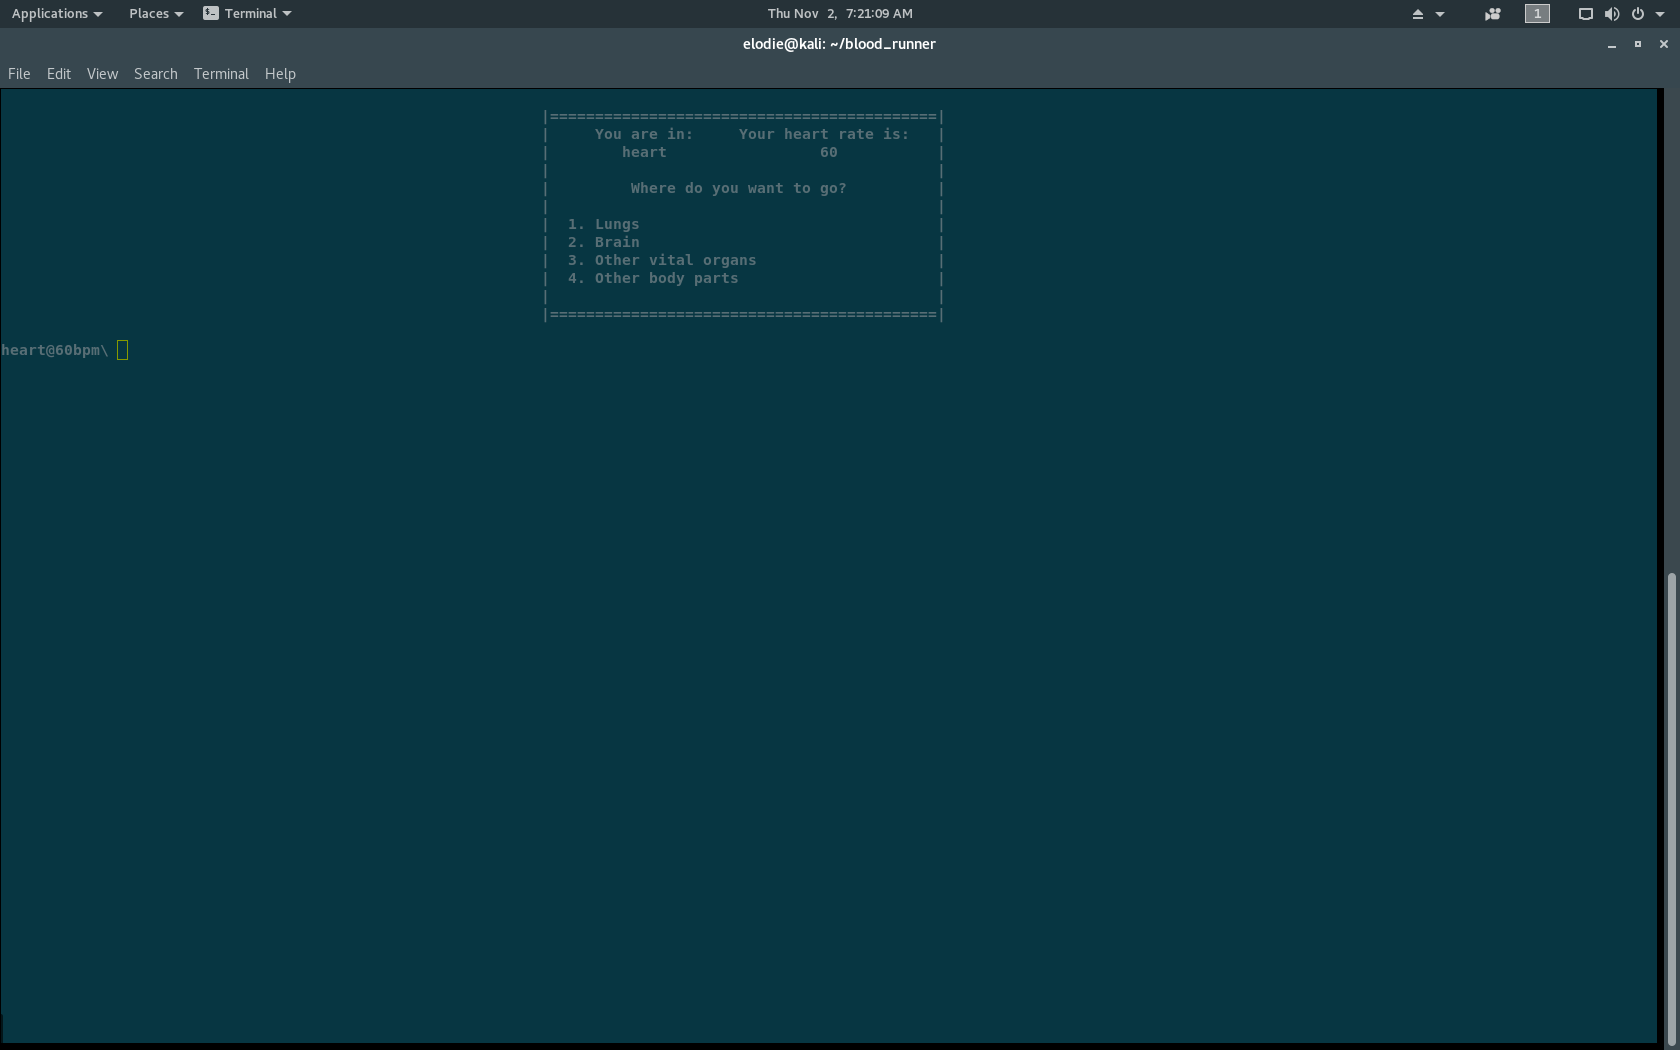 Applications Places Terminal Thu Nov 2, 7:21:09 AM 1
elodie@kali: ~/blood_runner
File Edit View Search Terminal Help
|===========================================|
| You are in: Your heart rate is: |
| heart 60 |
| |
| Where do you want to go? |
| |
| 1. Lungs |
| 2. Brain |
| 3. Other vital organs |
| 4. Other body parts |
| |
|===========================================|
heart@60bpm\